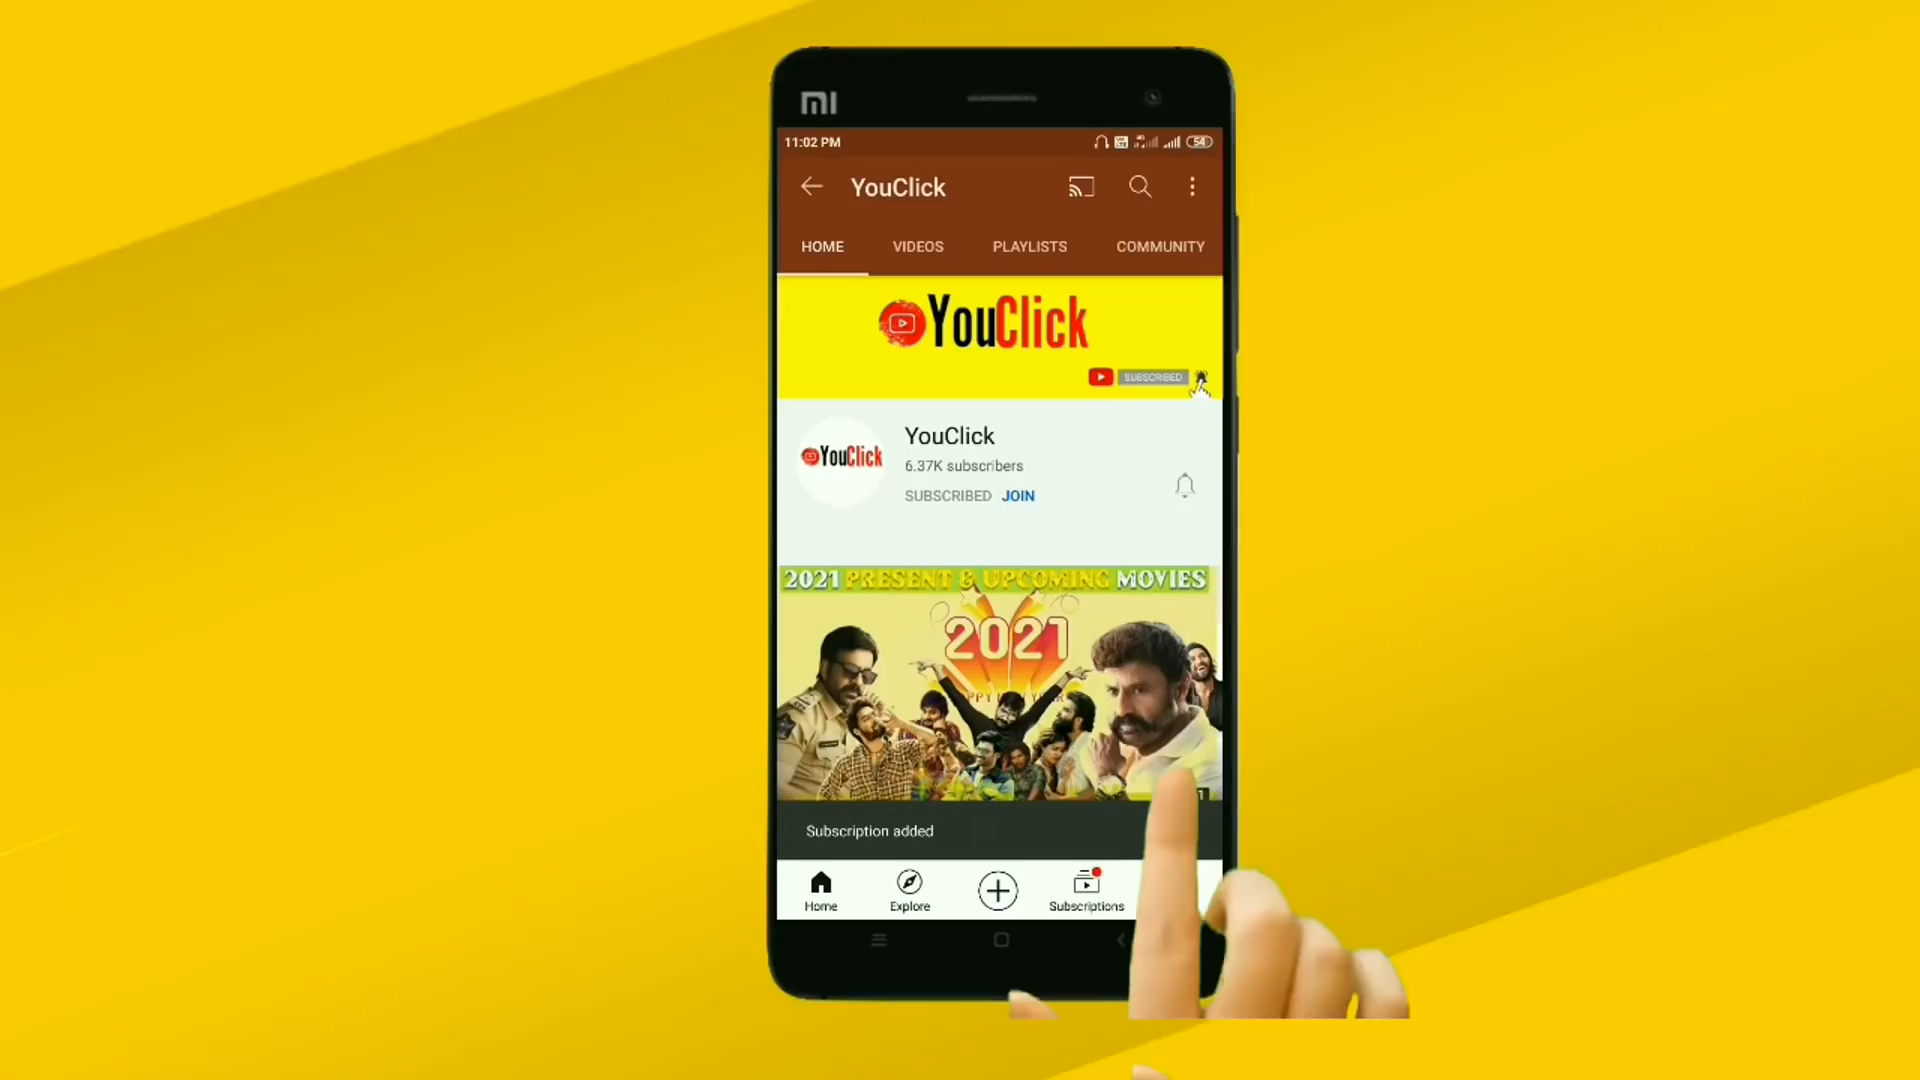 MI
11:02 PM
54
YouClick
HOME VIDEOS PLAYLISTS COMMUNITY
YouClick
SUBSCRIBED
YouClick
YouClick
6.37K subscribers
SUBSCRIBED JOIN
2021 PRESENT & UPCOMING MOVIES
2021
Subscription added
Home Explore Subscriptions